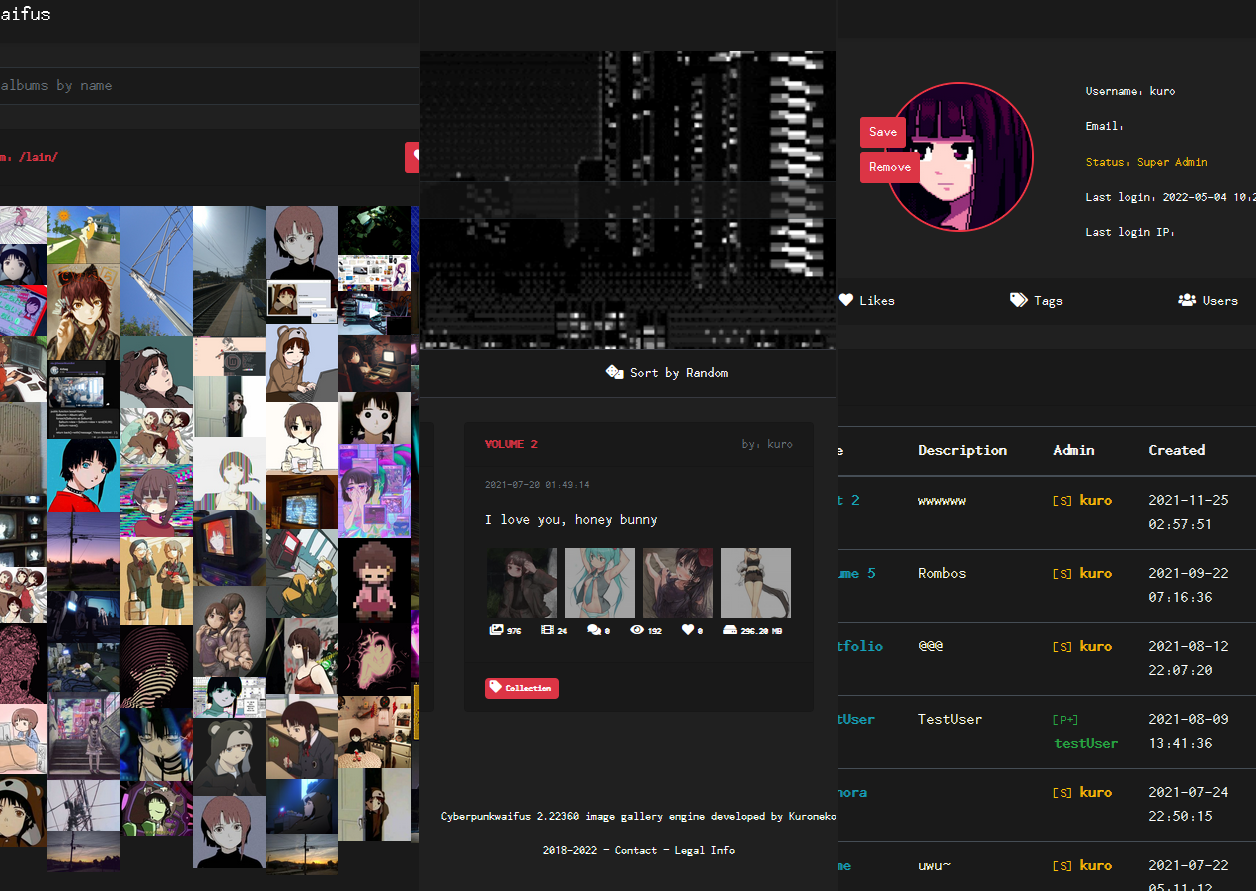 aifus
albums by name
m: /lain/
Sort by Random
VOLUME 2
by: kuro
2021-07-20 01:49:14
I love you, honey bunny
976
24
0
192
0
296.20 MB
Collection
Cyberpunkwaifus 2.22360 image gallery engine developed by Kuroneko
2018-2022 - Contact - Legal Info
Save
Remove
Username: kuro
Email:
Status: Super Admin
Last login: 2022-05-04 10:2
Last login IP:
Likes
Tags
Users
e Description Admin Created
t 2 wwwwww [S] kuro 2021-11-25
02:57:51
ume 5 Rombos [S] kuro 2021-09-22
07:16:36
tfolio @@@ [S] kuro 2021-08-12
22:07:20
tUser TestUser [P+] 2021-08-09
testUser 13:41:36
nora [S] kuro 2021-07-24
22:50:15
me uwu~ [S] kuro 2021-07-22
05:11:12